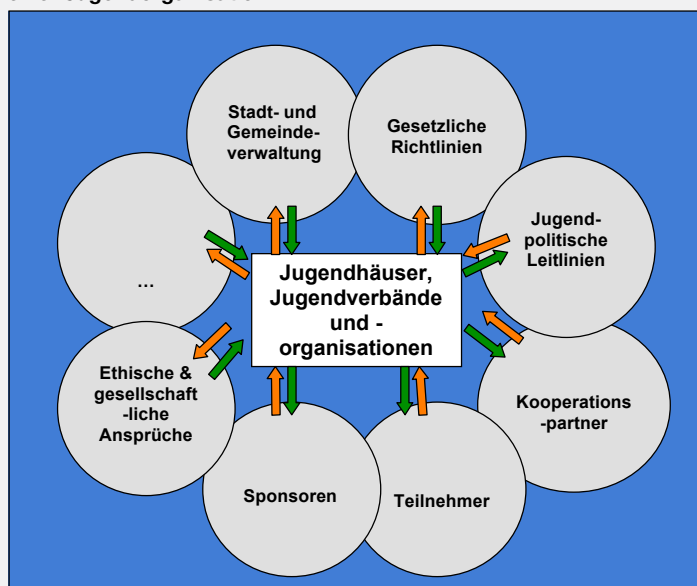 Stadt- und
Gemeinde-
verwaltung
Gesetzliche
Richtlinien
Jugend-
politische
Leitlinien
...
Jugendhäuser,
Jugendverbände
und -
organisationen
Ethische &
gesellschaft
-liche
Ansprüche
Kooperations
-partner
Sponsoren
Teilnehmer